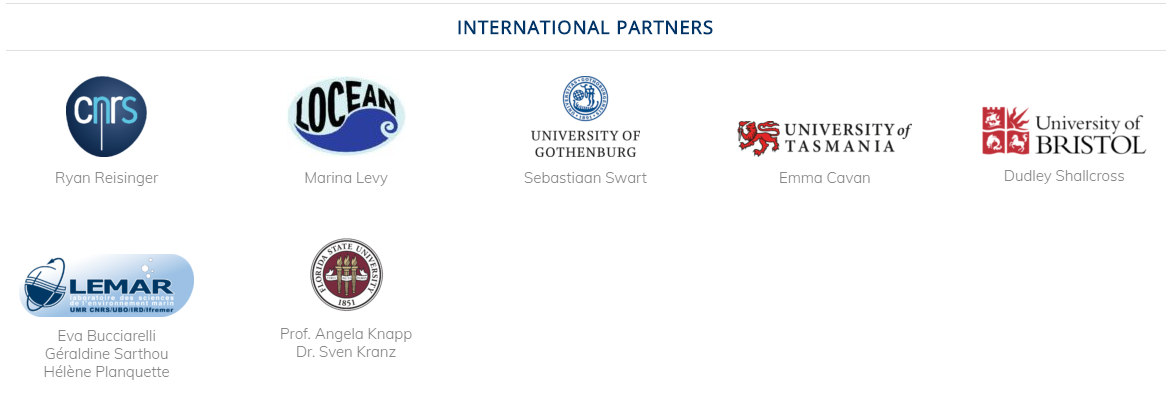 INTERNATIONAL PARTNERS
cnrs
LOCEAN
UNIVERSITY OF
GOTHENBURG
UNIVERSITY of
TASMANIA
University of
BRISTOL
Ryan Reisinger
Marina Levy
Sebastiaan Swart
Emma Cavan
Dudley Shallcross
LEMAR
laboratoire des sciences
de l'environnement marin
UMR CNRS/UBO/IRD/Ifremer
FLORIDA STATE UNIVERSITY
1851
Eva Bucciarelli
Géraldine Sarthou
Hélène Planquette
Prof. Angela Knapp
Dr. Sven Kranz